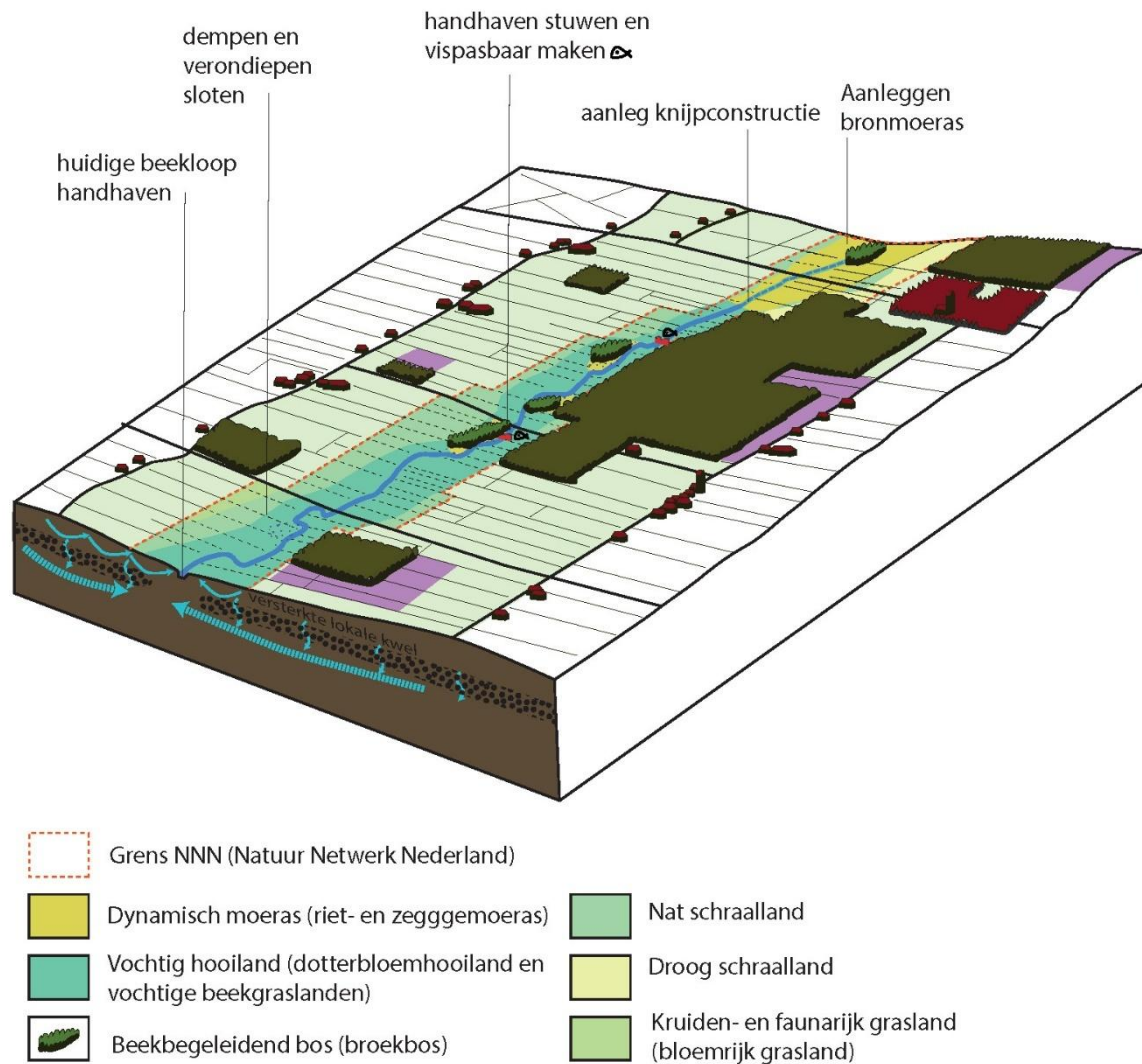 dempen en
verondiepen
sloten
handhaven stuwen en
vispasbaar maken
aanleg knijpconstructie
Aanleggen
bronmoeras
huidige beekloop
handhaven
versterkte lokale kwel
Grens NNN (Natuur Netwerk Nederland)
Dynamisch moeras (riet- en zegggemoeras)
Vochtig hooiland (dotterbloemhooiland en
vochtige beekgraslanden)
Beekbegeleidend bos (broekbos)
Nat schraalland
Droog schraalland
Kruiden- en faunarijk grasland
(bloemrijk grasland)